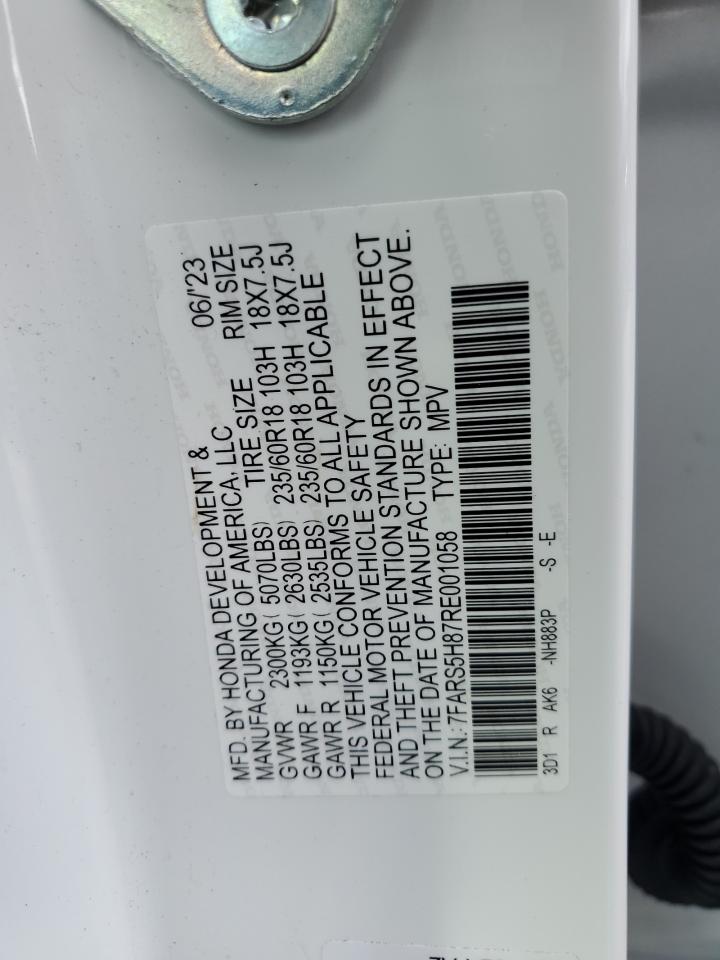 MFD. BY HONDA DEVELOPMENT & 06/'23
MANUFACTURING OF AMERICA, LLC
TIRE SIZE RIM SIZE
GVWR 2300KG( 5070LBS) 235/60R18 103H 18X7.5J
GAWR F 1193KG( 2630LBS) 235/60R18 103H 18X7.5J
GAWR R 1150KG( 2535LBS)
THIS VEHICLE CONFORMS TO ALL APPLICABLE
FEDERAL MOTOR VEHICLE SAFETY
AND THEFT PREVENTION STANDARDS IN EFFECT
ON THE DATE OF MANUFACTURE SHOWN ABOVE.
V.I.N.: 7FARS5H87RE001058 TYPE: MPV
3D1 R AK6 -NH883P -S -E